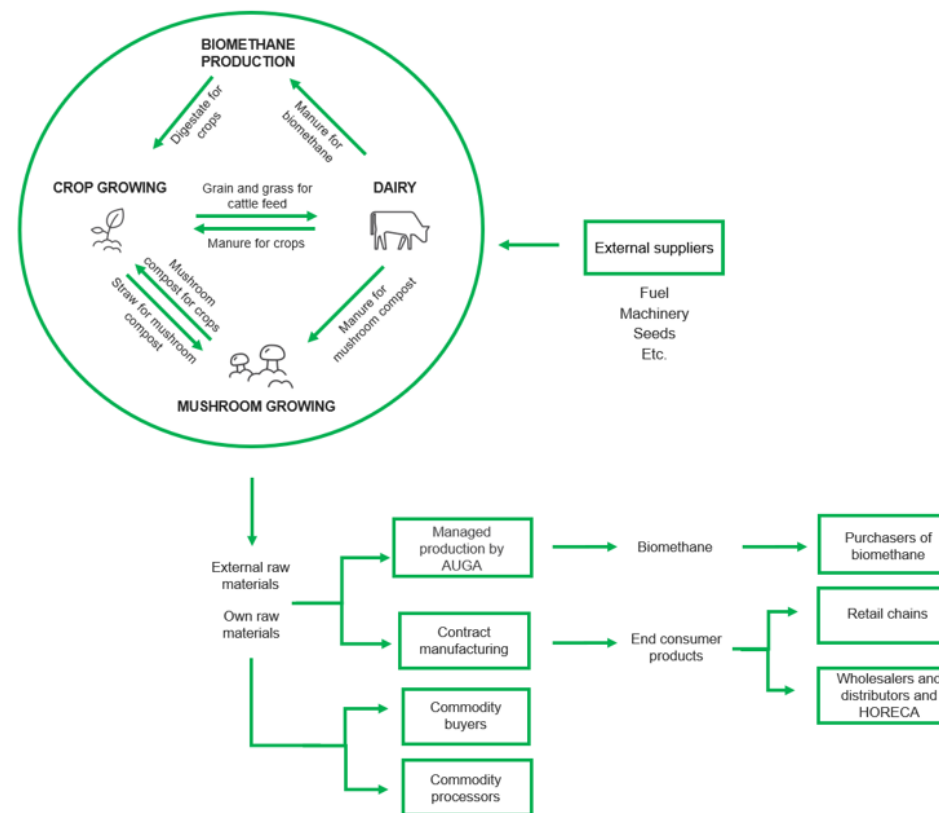 BIOMETHANE
PRODUCTION
Digestate for
crops
Manure for
biomethane
CROP GROWING
Grain and grass for
cattle feed
DAIRY
Manure for crops
Mushroom
compost for crops
Straw for mushroom
compost
Manure for
mushroom compost
MUSHROOM GROWING
External suppliers
Fuel
Machinery
Seeds
Etc.
External raw
materials
Own raw
materials
Managed
production by
AUGA
Biomethane
Purchasers of
biomethane
Contract
manufacturing
End consumer
products
Retail chains
Wholesalers and
distributors and
HORECA
Commodity
buyers
Commodity
processors